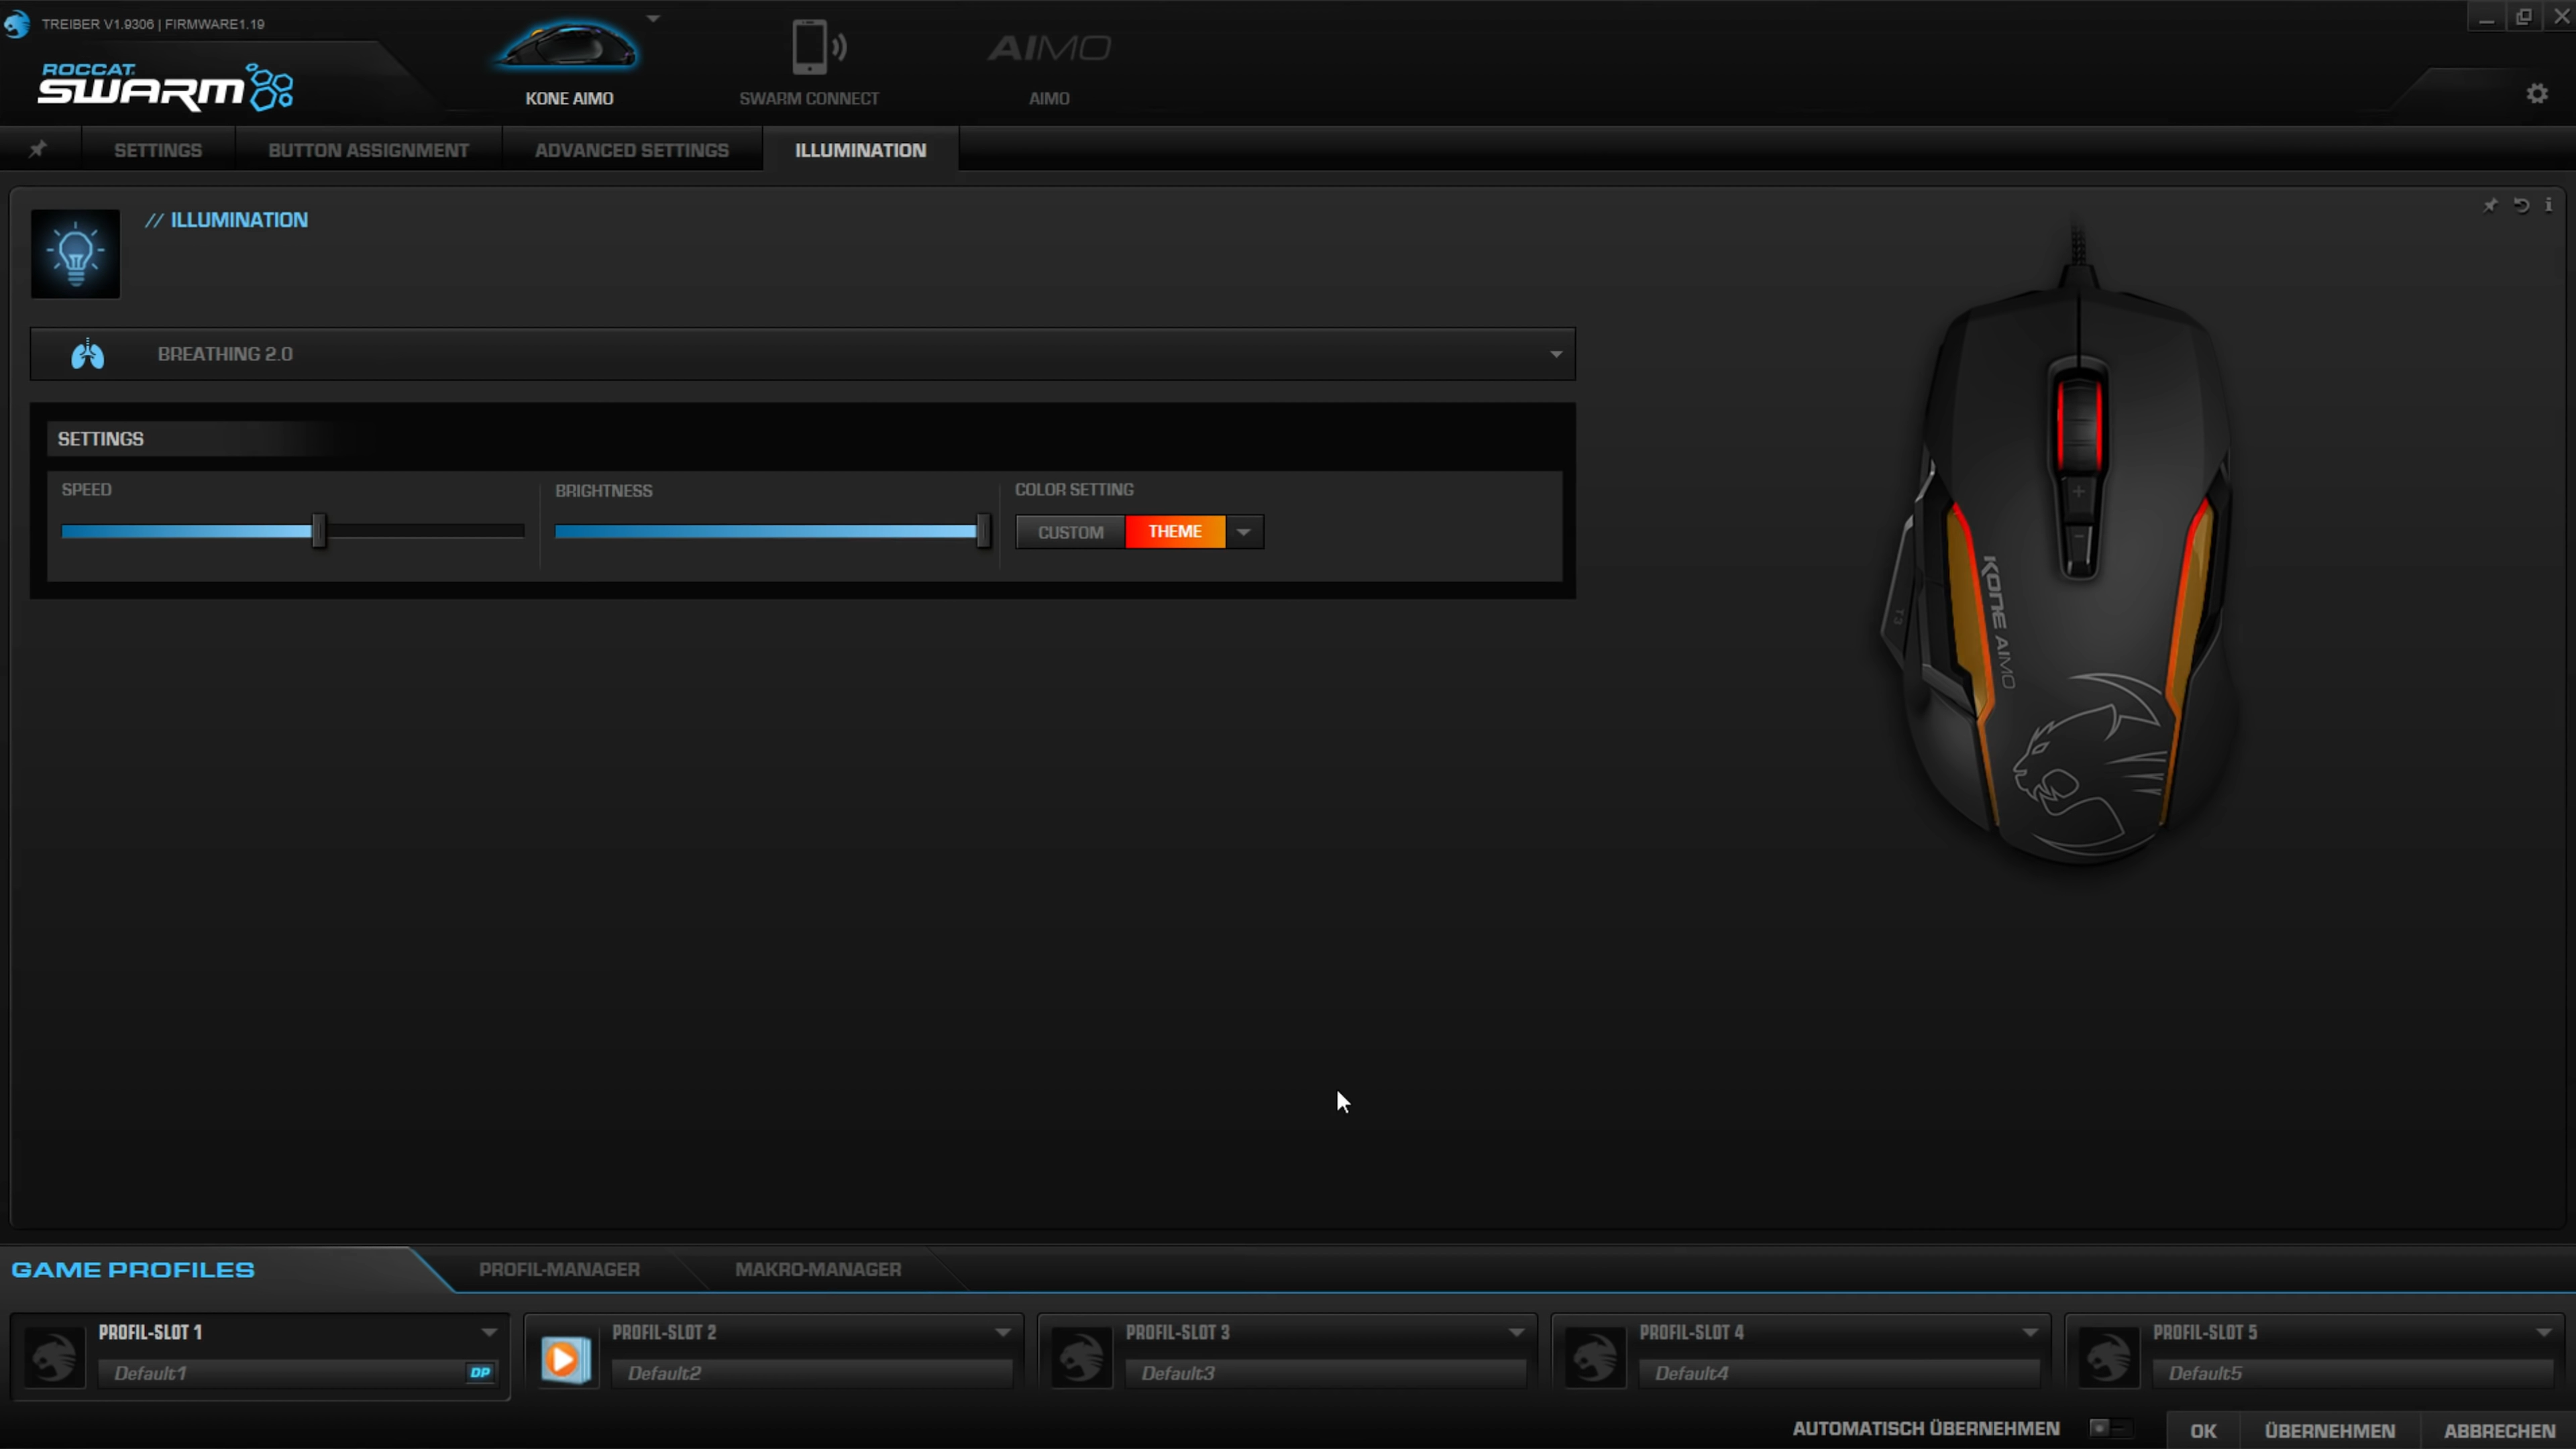 TREIBER V1.9306 | FIRMWARE1.19
ROCCAT
SWARM
KONE AIMO
SWARM CONNECT
AIMO
AIMO
SETTINGS
BUTTON ASSIGNMENT
ADVANCED SETTINGS
ILLUMINATION
// ILLUMINATION
BREATHING 2.0
SETTINGS
SPEED
BRIGHTNESS
COLOR SETTING
CUSTOM
THEME
KONE AIMO
T3
GAME PROFILES
PROFIL-MANAGER
MAKRO-MANAGER
PROFIL-SLOT 1
Default1
DP
PROFIL-SLOT 2
Default2
PROFIL-SLOT 3
Default3
PROFIL-SLOT 4
Default4
PROFIL-SLOT 5
Default5
AUTOMATISCH ÜBERNEHMEN
OK
ÜBERNEHMEN
ABBRECHEN